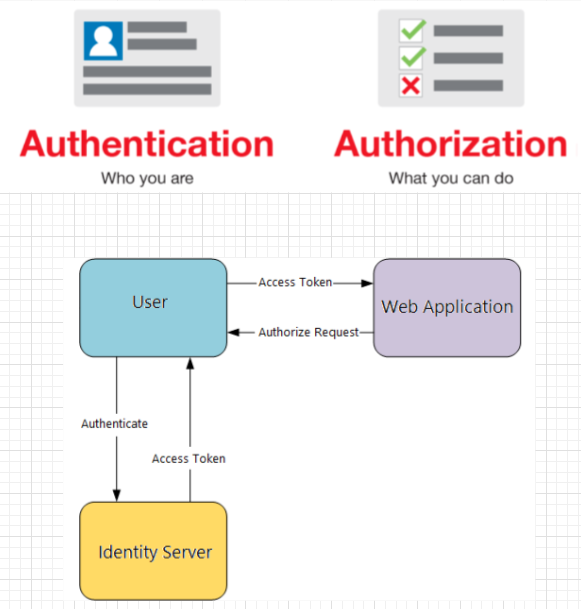 Authentication
Authorization
Who you are
What you can do
User
Access Token
Web Application
Authorize Request
Authenticate
Access Token
Identity Server